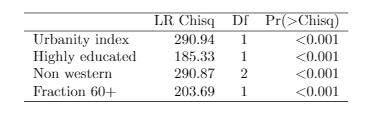 LR Chisq Df Pr(>Chisq)
Urbanity index 290.94 1 <0.001
Highly educated 185.33 1 <0.001
Non western 290.87 2 <0.001
Fraction 60+ 203.69 1 <0.001